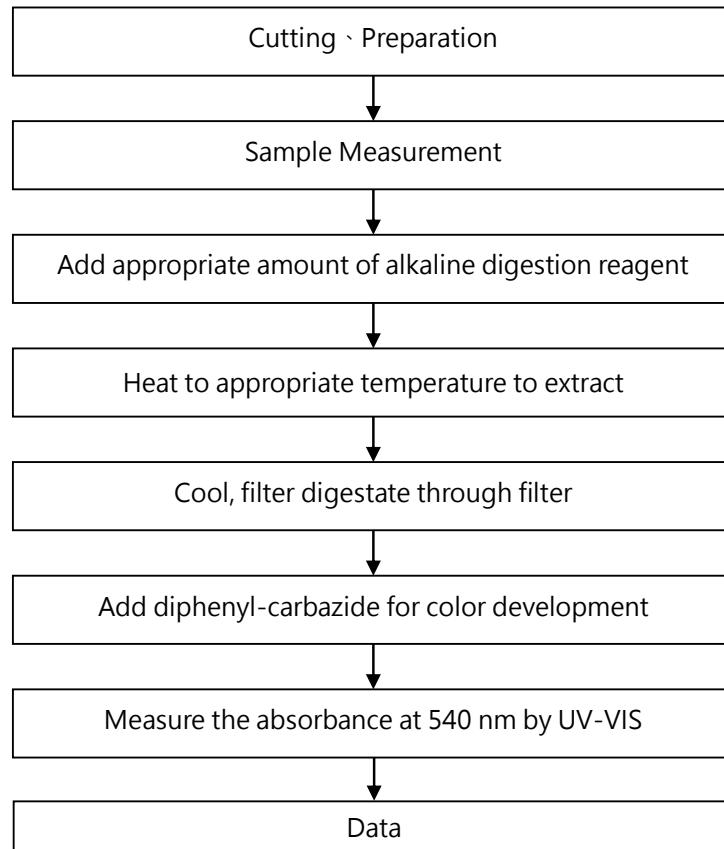 Cutting、Preparation
Sample Measurement
Add appropriate amount of alkaline digestion reagent
Heat to appropriate temperature to extract
Cool, filter digestate through filter
Add diphenyl-carbazide for color development
Measure the absorbance at 540 nm by UV-VIS
Data